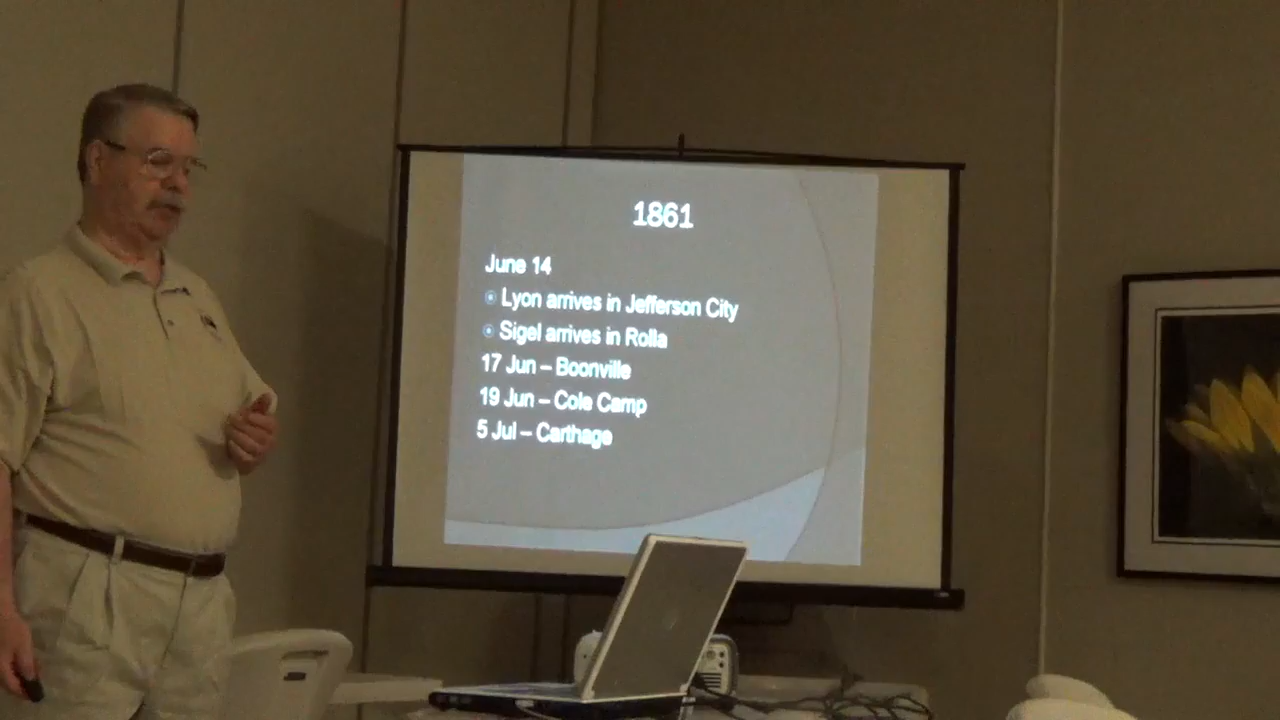 1861
June 14
Lyon arrives in Jefferson City
Sigel arrives in Rolla
17 Jun – Boonville
19 Jun – Cole Camp
5 Jul – Carthage